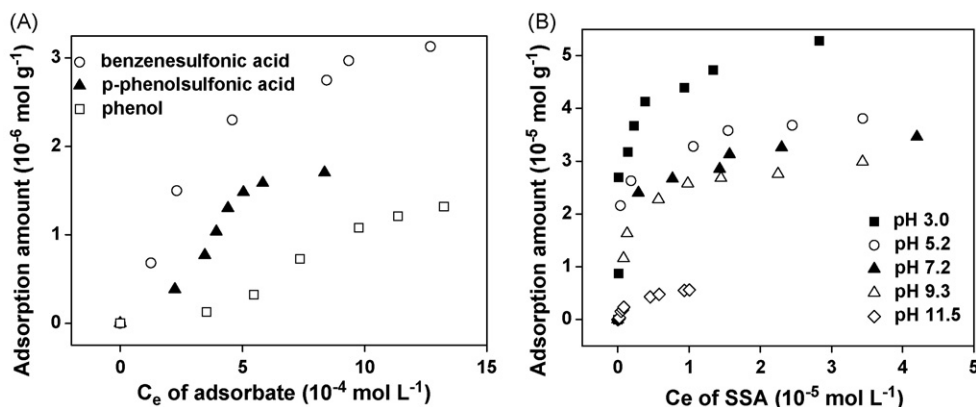 (A)
Adsorption amount (10⁻⁶ mol g⁻¹)
3
2
1
0
benzenesulfonic acid
p-phenolsulfonic acid
phenol
0 5 10 15
Cₑ of adsorbate (10⁻⁴ mol L⁻¹)
(B)
Adsorption amount (10⁻⁵ mol g⁻¹)
5
4
3
2
1
0
pH 3.0
pH 5.2
pH 7.2
pH 9.3
pH 11.5
0 1 2 3 4 5
Ce of SSA (10⁻⁵ mol L⁻¹)